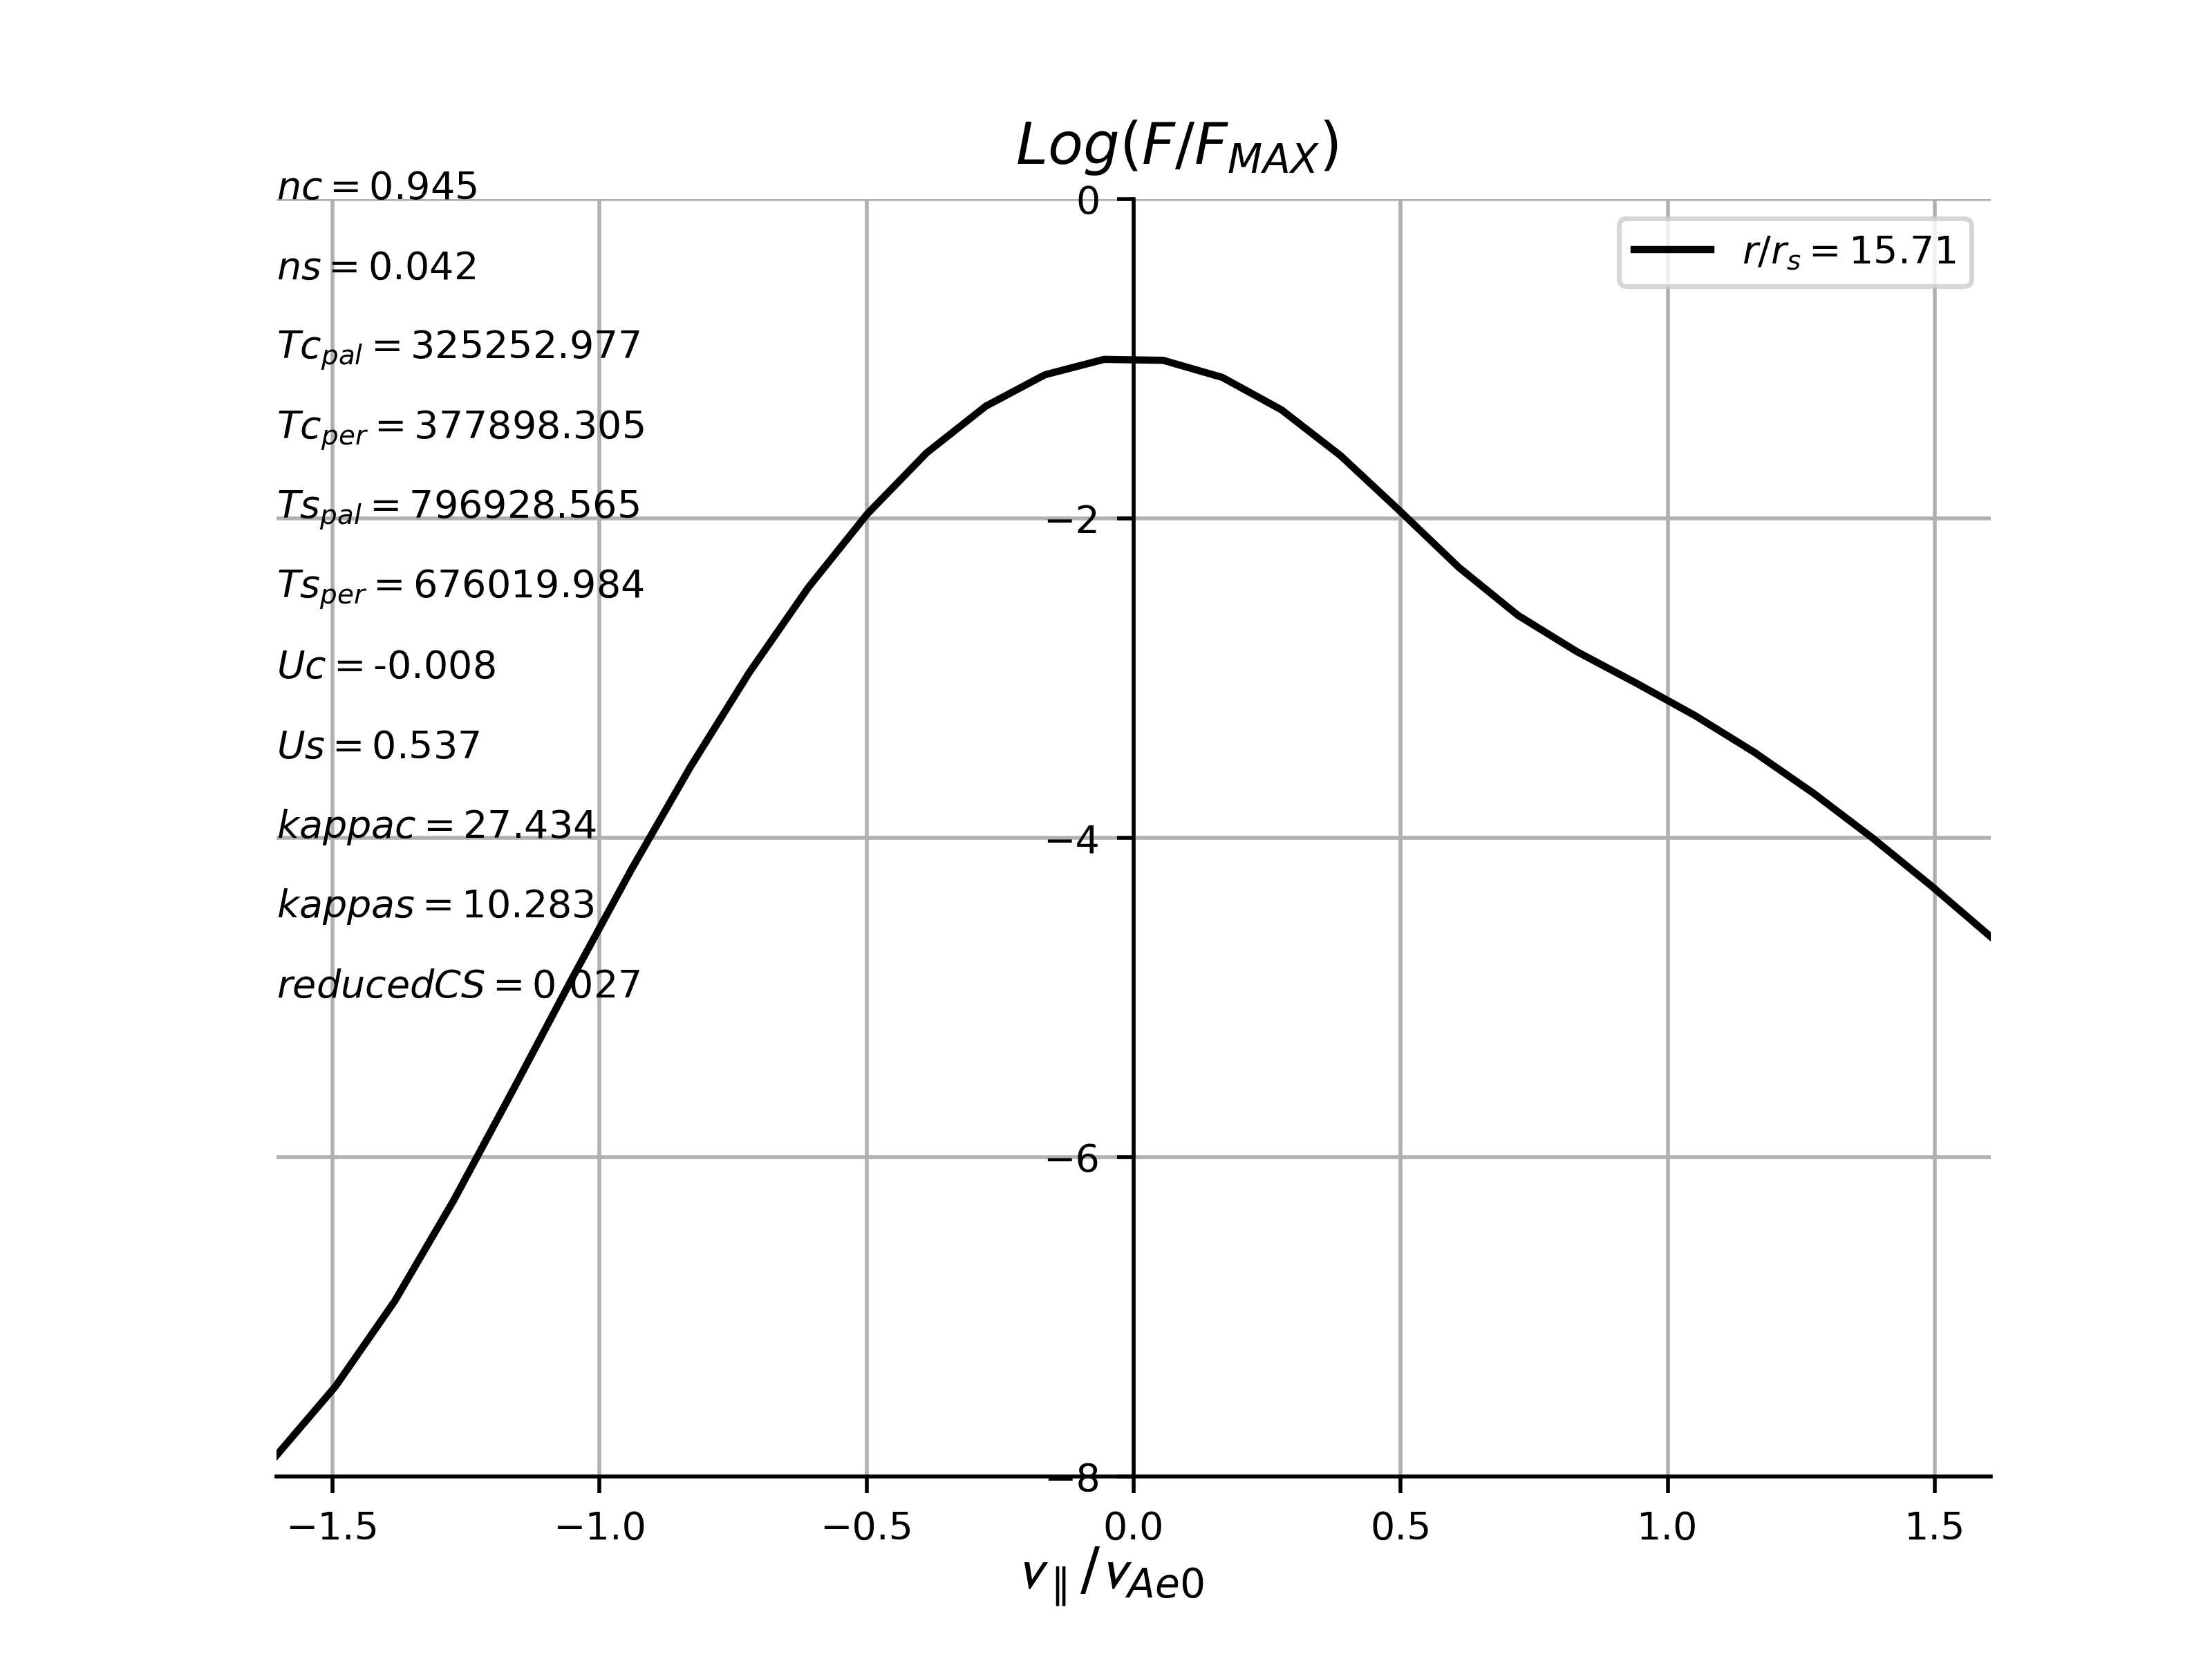 Log(F/F_MAX)
nc = 0.945
0
r/r_s = 15.71
ns = 0.042
Tc_pal = 325252.977
Tc_per = 377898.305
Ts_pal = 796928.565
−2
Ts_per = 676019.984
Uc = -0.008
Us = 0.537
kappac = 27.434
−4
kappas = 10.283
reducedCS = 0.027
−6
−8
−1.5 −1.0 −0.5 0.0 0.5 1.0 1.5
v_∥/v_Ae0